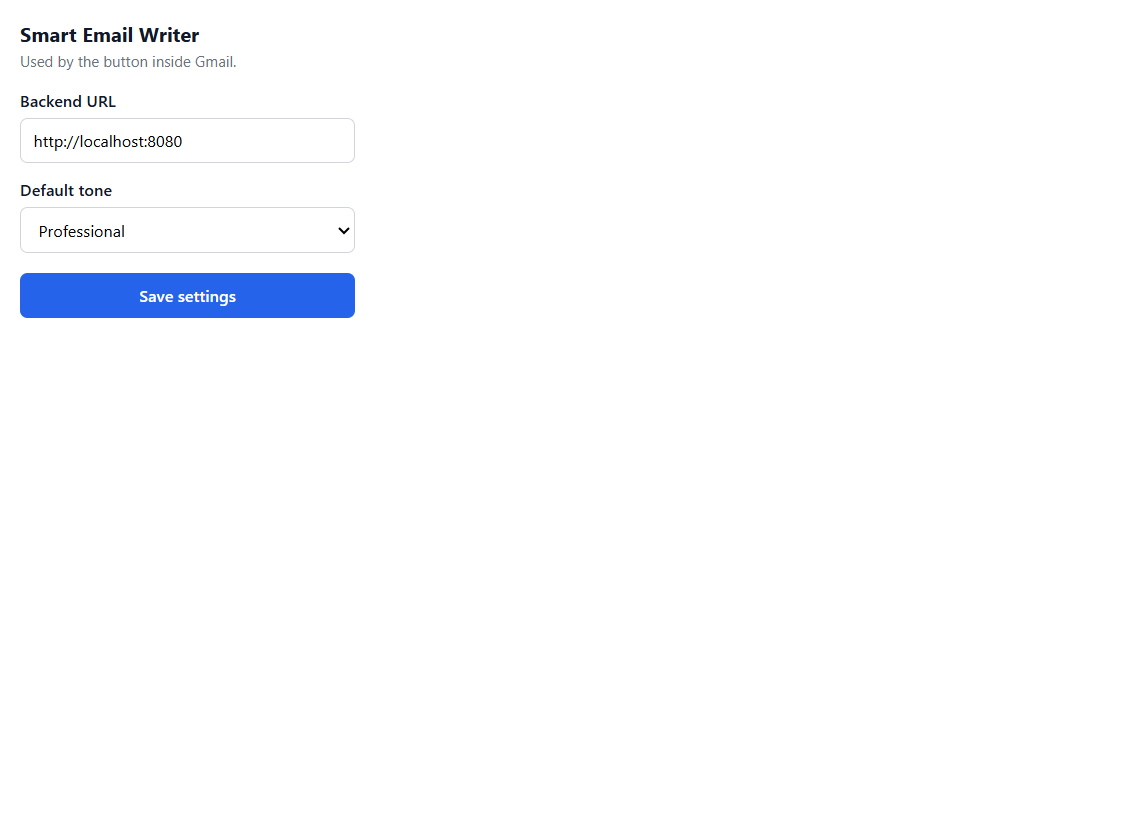 Smart Email Writer
Used by the button inside Gmail.
Backend URL
http://localhost:8080
Default tone
Professional
Save settings